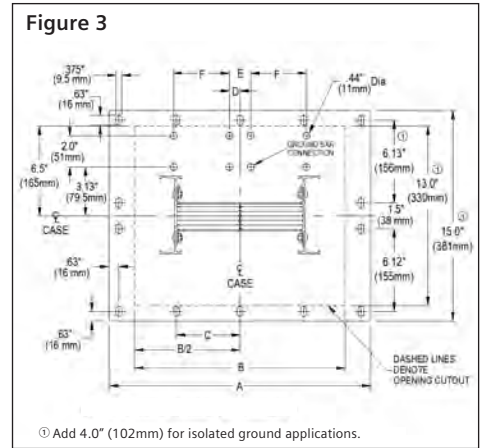 Figure 3
.375"
(9.5 mm)
.63"
(16 mm)
F
E
F
D
.44" Dia
(11mm)
GROUND BAR
CONNECTION
2.0"
(51mm)
6.5"
(165mm)
3.13"
(79.5mm)
℄
CASE
①
6.13"
(156mm)
①
13.0"
(330mm)
①
15.0"
(381mm)
1.5"
(38 mm)
6.12"
(155mm)
.63"
(16 mm)
℄
CASE
.63"
(16 mm)
C
B/2
B
A
DASHED LINES
DENOTE
OPENING CUTOUT
① Add 4.0" (102mm) for isolated ground applications.